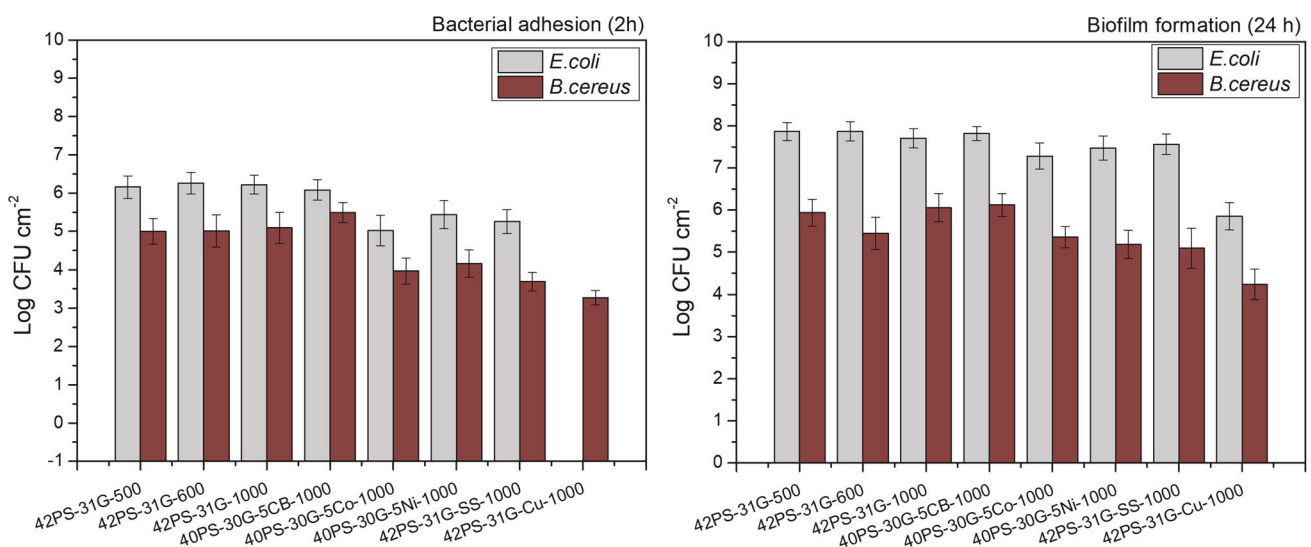 Bacterial adhesion (2h)
10
9
8
7
6
5
4
3
2
1
0
-1
Log CFU cm-2
E.coli
B.cereus
42PS-31G-500
42PS-31G-600
42PS-31G-1000
40PS-30G-5CB-1000
40PS-30G-5Co-1000
40PS-30G-5Ni-1000
42PS-31G-SS-1000
42PS-31G-Cu-1000
Biofilm formation (24 h)
10
9
8
7
6
5
4
3
2
1
0
Log CFU cm-2
E.coli
B.cereus
42PS-31G-500
42PS-31G-600
42PS-31G-1000
40PS-30G-5CB-1000
40PS-30G-5Co-1000
40PS-30G-5Ni-1000
42PS-31G-SS-1000
42PS-31G-Cu-1000